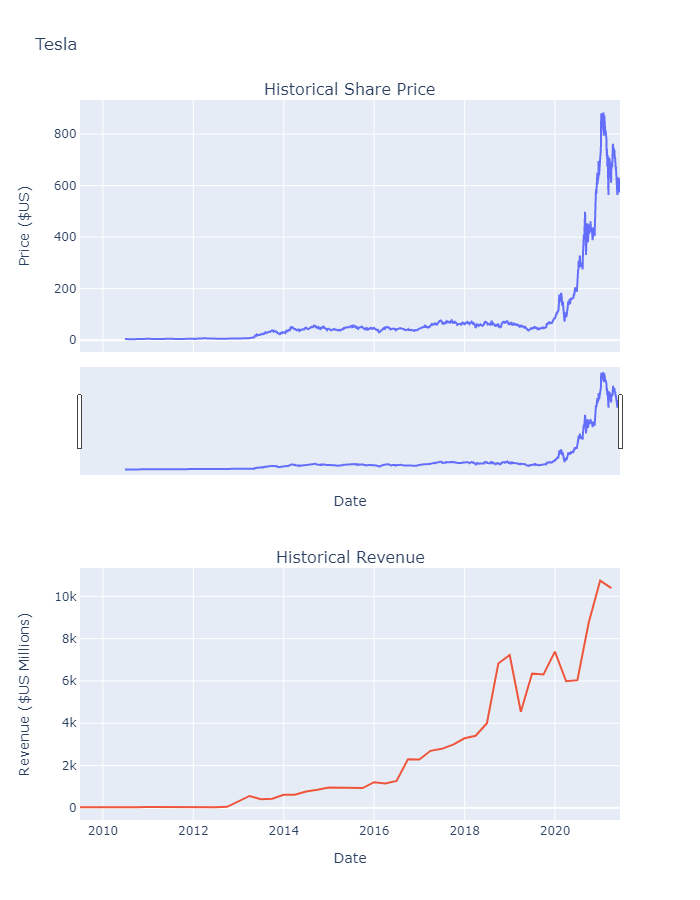 Tesla
Historical Share Price
Price ($US)
800
600
400
200
0
Date
Historical Revenue
Revenue ($US Millions)
10k
8k
6k
4k
2k
0
2010 2012 2014 2016 2018 2020
Date